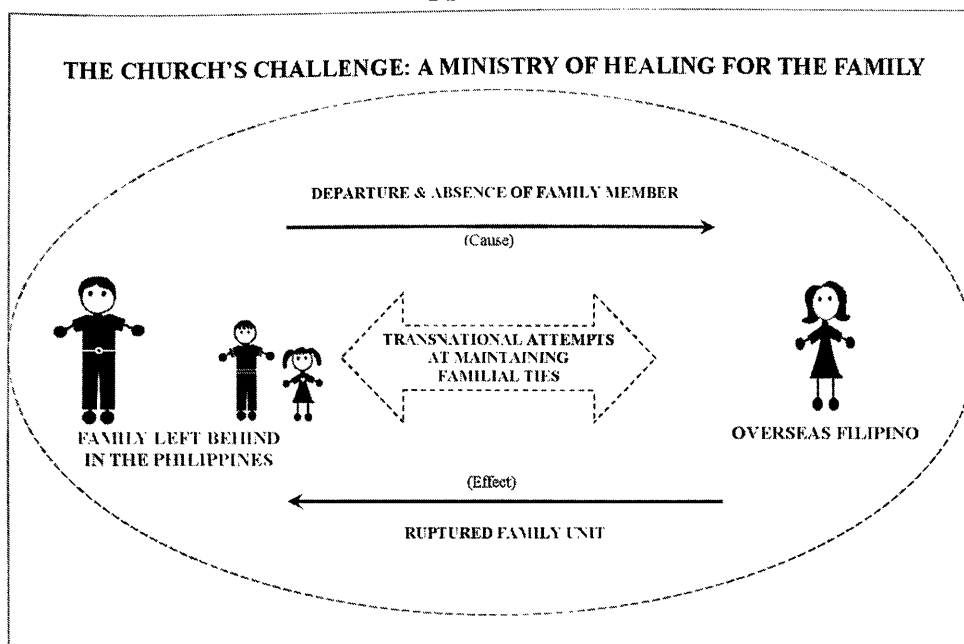 THE CHURCH'S CHALLENGE: A MINISTRY OF HEALING FOR THE FAMILY
DEPARTURE & ABSENCE OF FAMILY MEMBER
(Cause)
TRANSNATIONAL ATTEMPTS
AT MAINTAINING
FAMILIAL TIES
FAMILY LEFT BEHIND
IN THE PHILIPPINES
OVERSEAS FILIPINO
(Effect)
RUPTURED FAMILY UNIT